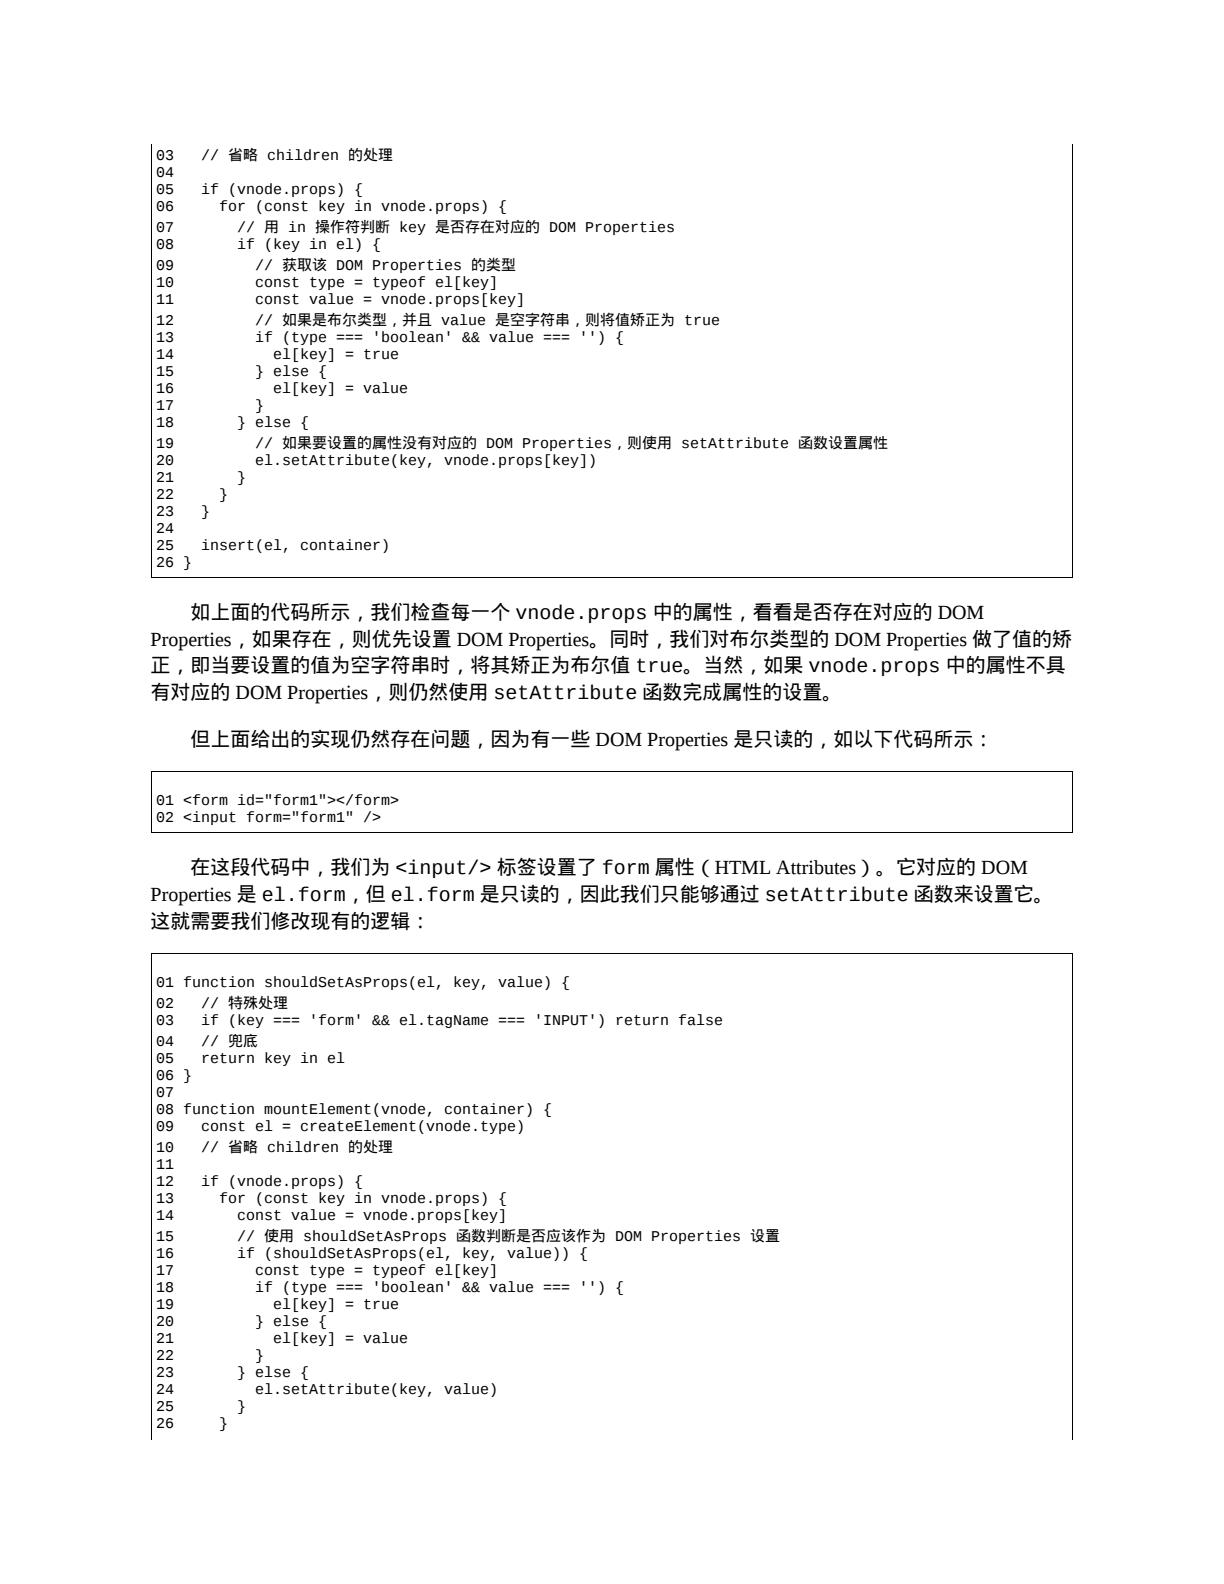 03   // 省略 children 的处理
04
05   if (vnode.props) {
06     for (const key in vnode.props) {
07       // 用 in 操作符判断 key 是否存在对应的 DOM Properties
08       if (key in el) {
09         // 获取该 DOM Properties 的类型
10         const type = typeof el[key]
11         const value = vnode.props[key]
12         // 如果是布尔类型，并且 value 是空字符串，则将值矫正为 true
13         if (type === 'boolean' && value === '') {
14           el[key] = true
15         } else {
16           el[key] = value
17         }
18       } else {
19         // 如果要设置的属性没有对应的 DOM Properties，则使用 setAttribute 函数设置属性
20         el.setAttribute(key, vnode.props[key])
21       }
22     }
23   }
24
25   insert(el, container)
26 }
如上面的代码所示，我们检查每一个 vnode.props 中的属性，看看是否存在对应的 DOM
Properties，如果存在，则优先设置 DOM Properties。同时，我们对布尔类型的 DOM Properties 做了值的矫
正，即当要设置的值为空字符串时，将其矫正为布尔值 true。当然，如果 vnode.props 中的属性不具
有对应的 DOM Properties，则仍然使用 setAttribute 函数完成属性的设置。
但上面给出的实现仍然存在问题，因为有一些 DOM Properties 是只读的，如以下代码所示：
01 <form id="form1"></form>
02 <input form="form1" />
在这段代码中，我们为 <input/> 标签设置了 form 属性（HTML Attributes）。它对应的 DOM
Properties 是 el.form，但 el.form 是只读的，因此我们只能够通过 setAttribute 函数来设置它。
这就需要我们修改现有的逻辑：
01 function shouldSetAsProps(el, key, value) {
02   // 特殊处理
03   if (key === 'form' && el.tagName === 'INPUT') return false
04   // 兜底
05   return key in el
06 }
07
08 function mountElement(vnode, container) {
09   const el = createElement(vnode.type)
10   // 省略 children 的处理
11
12   if (vnode.props) {
13     for (const key in vnode.props) {
14       const value = vnode.props[key]
15       // 使用 shouldSetAsProps 函数判断是否应该作为 DOM Properties 设置
16       if (shouldSetAsProps(el, key, value)) {
17         const type = typeof el[key]
18         if (type === 'boolean' && value === '') {
19           el[key] = true
20         } else {
21           el[key] = value
22         }
23       } else {
24         el.setAttribute(key, value)
25       }
26     }